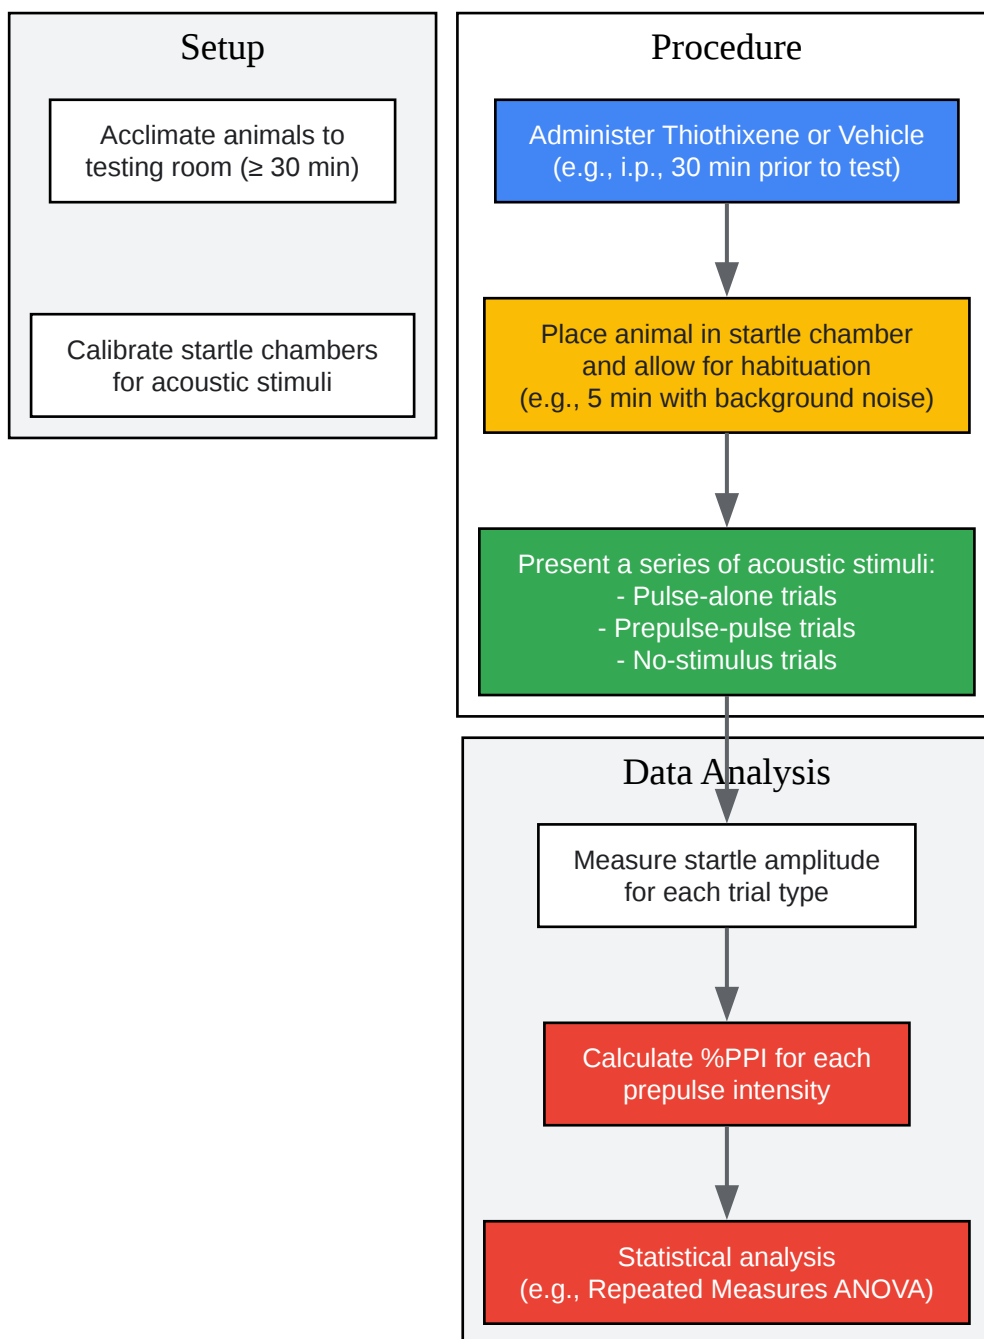 Setup
Acclimate animals to
testing room (≥ 30 min)
Calibrate startle chambers
for acoustic stimuli
Procedure
Administer Thiothixene or Vehicle
(e.g., i.p., 30 min prior to test)
Place animal in startle chamber
and allow for habituation
(e.g., 5 min with background noise)
Present a series of acoustic stimuli:
- Pulse-alone trials
- Prepulse-pulse trials
- No-stimulus trials
Data Analysis
Measure startle amplitude
for each trial type
Calculate %PPI for each
prepulse intensity
Statistical analysis
(e.g., Repeated Measures ANOVA)